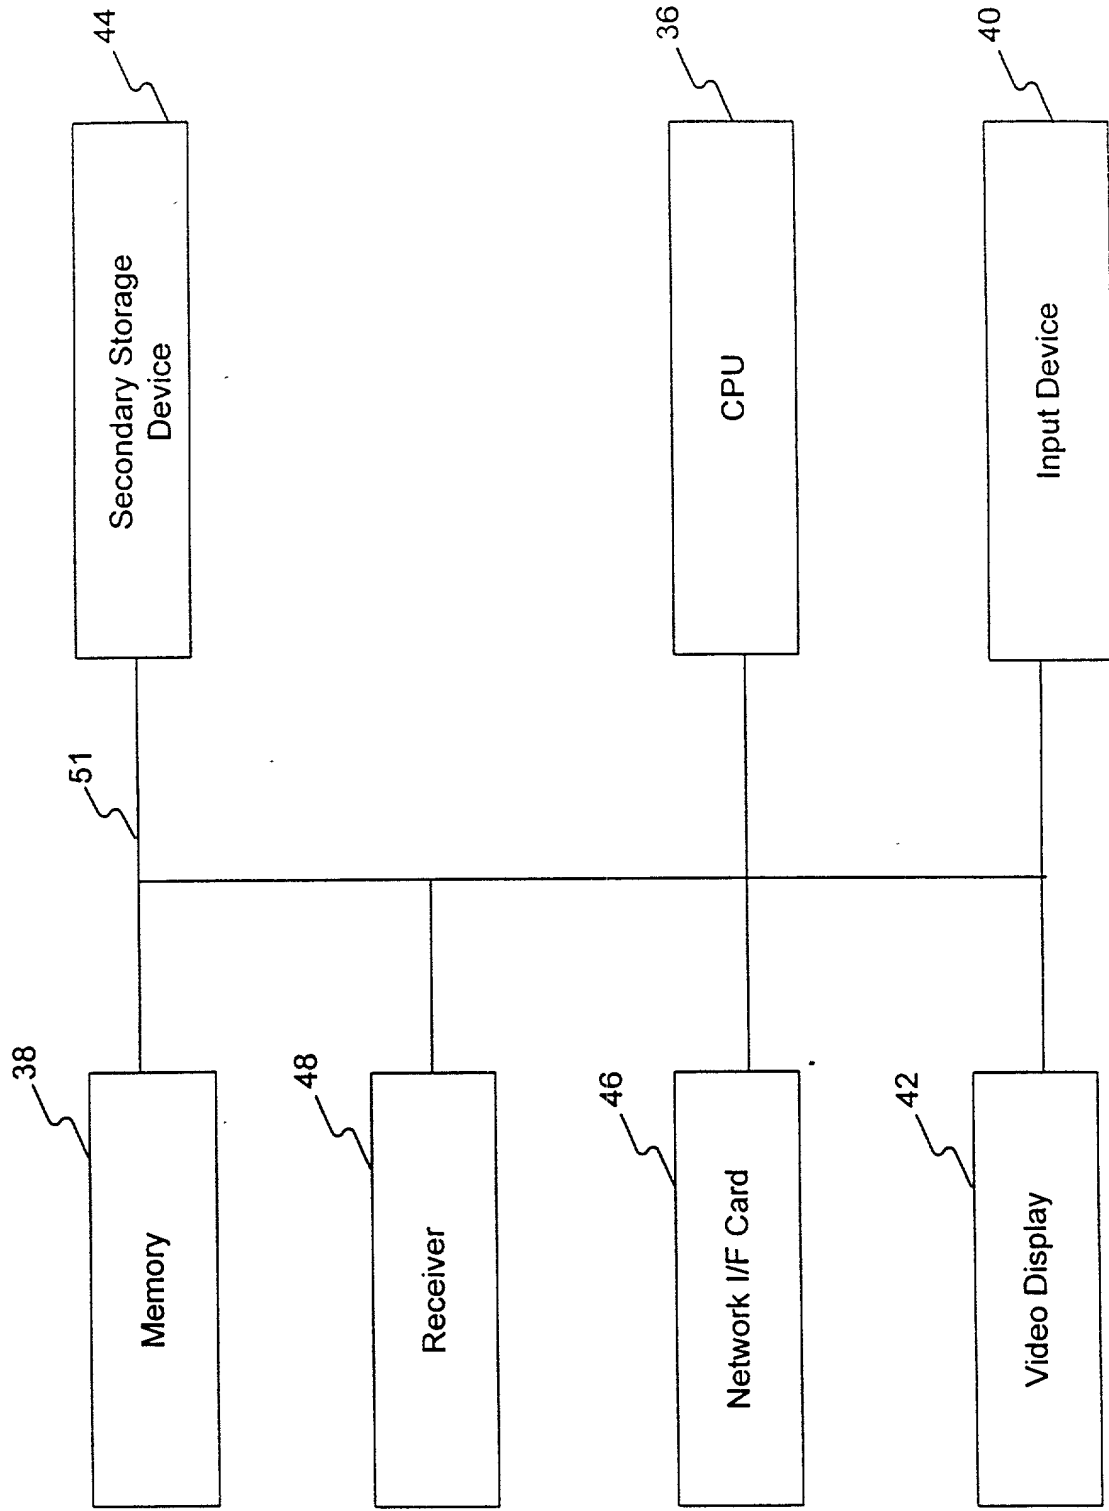 38
Memory
48
Receiver
46
Network I/F Card
42
Video Display
51
44
Secondary Storage
Device
36
CPU
40
Input Device